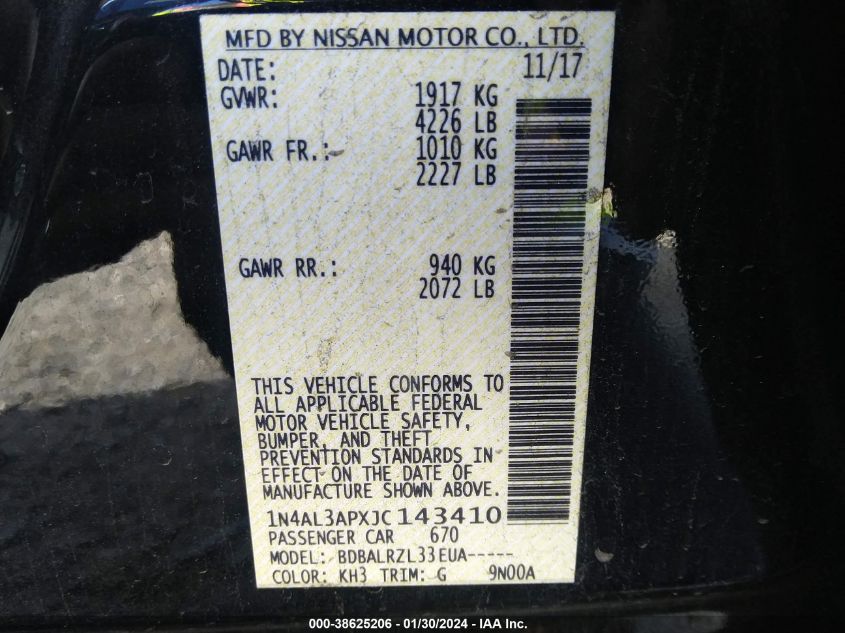 MFD BY NISSAN MOTOR CO., LTD.
DATE: 11/17
GVWR: 1917 KG
4226 LB
GAWR FR.: 1010 KG
2227 LB
GAWR RR.: 940 KG
2072 LB
THIS VEHICLE CONFORMS TO
ALL APPLICABLE FEDERAL
MOTOR VEHICLE SAFETY,
BUMPER, AND THEFT
PREVENTION STANDARDS IN
EFFECT ON THE DATE OF
MANUFACTURE SHOWN ABOVE.
1N4AL3APXJC 143410
PASSENGER CAR 670
MODEL: BDBALRZL33EUA-----
COLOR: KH3 TRIM: G 9N00A
000-38625206 - 01/30/2024 - IAA Inc.